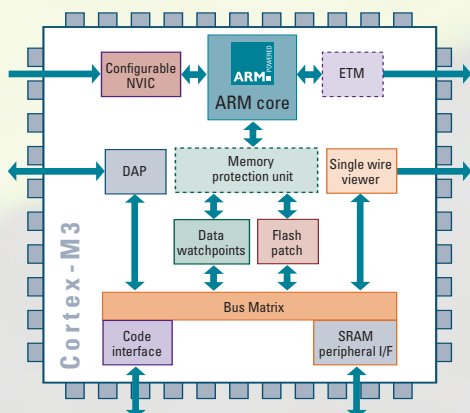 Configurable
NVIC
ARM POWERED
ARM core
ETM
DAP
Memory
protection unit
Single wire
viewer
Data
watchpoints
Flash
patch
Cortex-M3
Bus Matrix
Code
interface
SRAM
peripheral I/F